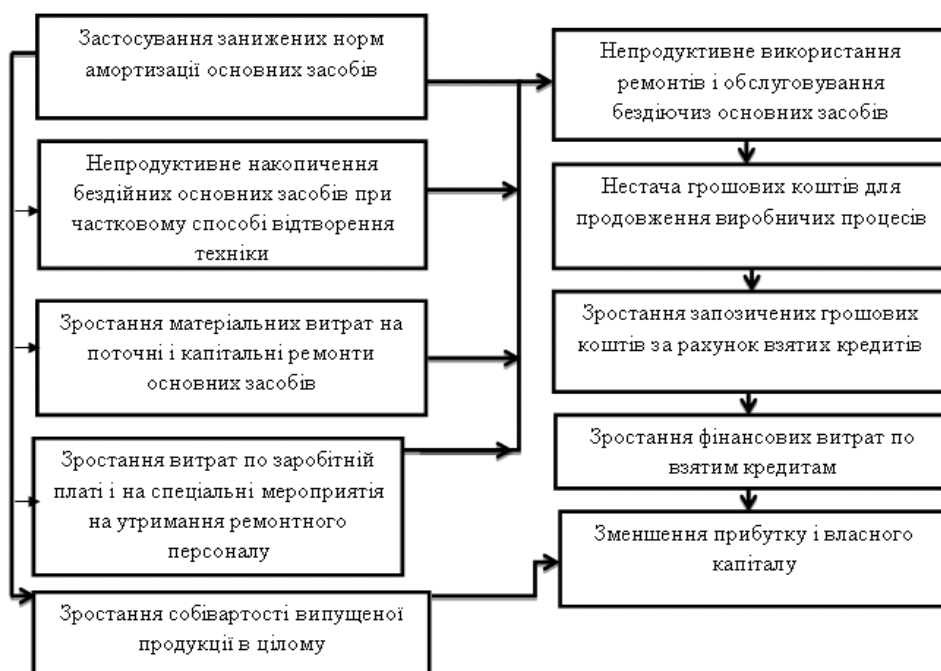 Застосування занижених норм
амортизації основних засобів
Непродуктивне накопичення
бездійних основних засобів при
частковому способі відтворення
техніки
Зростання матеріальних витрат на
поточні і капітальні ремонти
основних засобів
Зростання витрат по заробітній
платі і на спеціальні мероприятія
на утримання ремонтного
персоналу
Зростання собівартості випущеної
продукції в цілому
Непродуктивне використання
ремонтів і обслуговування
бездіючиз основних засобів
Нестача грошових коштів для
продовження виробничих процесів
Зростання запозичених грошових
коштів за рахунок взятих кредитів
Зростання фінансових витрат по
взятим кредитам
Зменшення прибутку і власного
капіталу